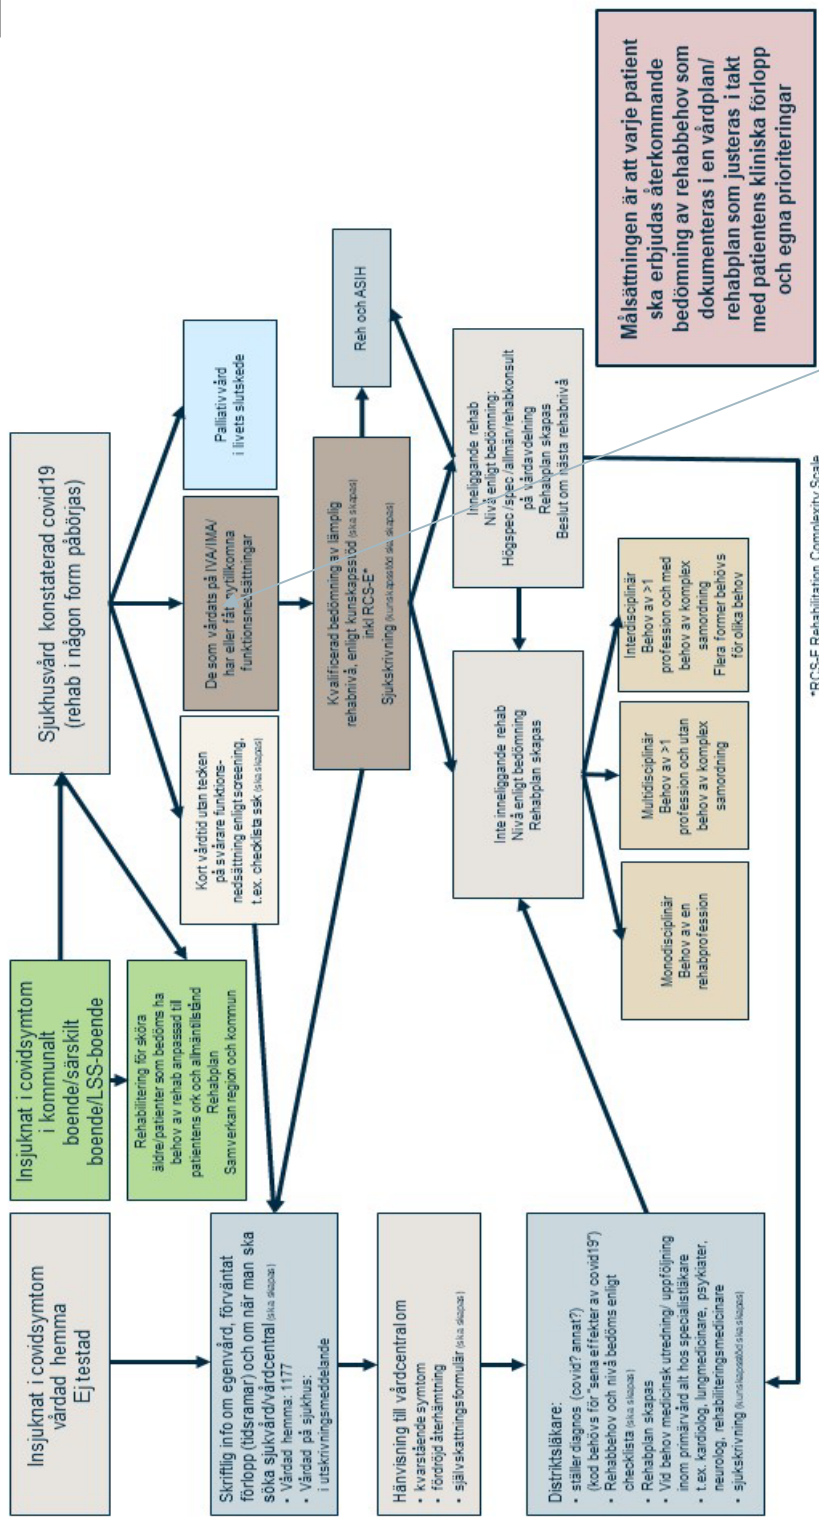 Insjuknat i covidsymtom
vårdad hemma
Ej testad
Insjuknat i covidsymtom
i kommunalt
boende/särskilt
boende/LSS-boende
Sjukhusvård konstaterad covid19
(rehab i någon form påbörjas)
Rehabilitering för sköra
äldre/patienter som bedöms ha
behov av rehab anpassad till
patientens ork och allmäntillstånd
Rehabplan
Samverkan region och kommun
Kort vårdtid utan tecken
på svårare funktions-
nedsättning enligt screening,
t.ex. checklista ssk (ska skapas)
De som vårdats på IVA/IMA/
har eller fått nytillkomna
funktionsnedsättningar
Palliativ vård
i livets slutskede
Skriftlig info om egenvård, förväntat
förlopp (tidsramar) och om när man ska
söka sjukvård/vårdcentral (ska skapas)
• Vårdad hemma: 1177
• Vårdad på sjukhus:
i utskrivningsmeddelande
Kvalificerad bedömning av lämplig
rehabnivå, enligt kunskapsstöd (ska skapas)
inkl RCS-E*
Sjukskrivning (kunskapsstöd ska skapas)
Reh och ASIH
Hänvisning till vårdcentral om
• kvarstående symtom
• fördröjd återhämtning
• självskattningsformulär (ska skapas)
Inte inneliggande rehab
Nivå enligt bedömning
Rehabplan skapas
Inneliggande rehab
Nivå enligt bedömning:
Högspec/spec/allmän/rehabkonsult
på vårdavdelning
Rehabplan skapas
Beslut om nästa rehabnivå
Distriktsläkare:
• ställer diagnos (covid? annat?)
(kod behövs för "sena effekter av covid19")
• Rehabbehov och nivå bedöms enligt
checklista (ska skapas)
• Rehabplan skapas
• Vid behov medicinsk utredning/ uppföljning
inom primärvård alt hos specialistläkare
• t.ex. kardiolog, lungmedicinare, psykiater,
neurolog, rehabiliteringsmedicinare
• sjukskrivning (kunskapsstöd ska skapas)
Monodisciplinär
Behov av en
rehabprofession
Multidisciplinär
Behov av >1
profession och utan
behov av komplex
samordning
Interdisciplinär
Behov av >1
profession och med
behov av komplex
samordning
Flera former behövs
för olika behov
Målsättningen är att varje patient
ska erbjudas återkommande
bedömning av rehabbehov som
dokumenteras i en vårdplan/
rehabplan som justeras i takt
med patientens kliniska förlopp
och egna prioriteringar
*RCS-E Rehabilitation Complexity Scale